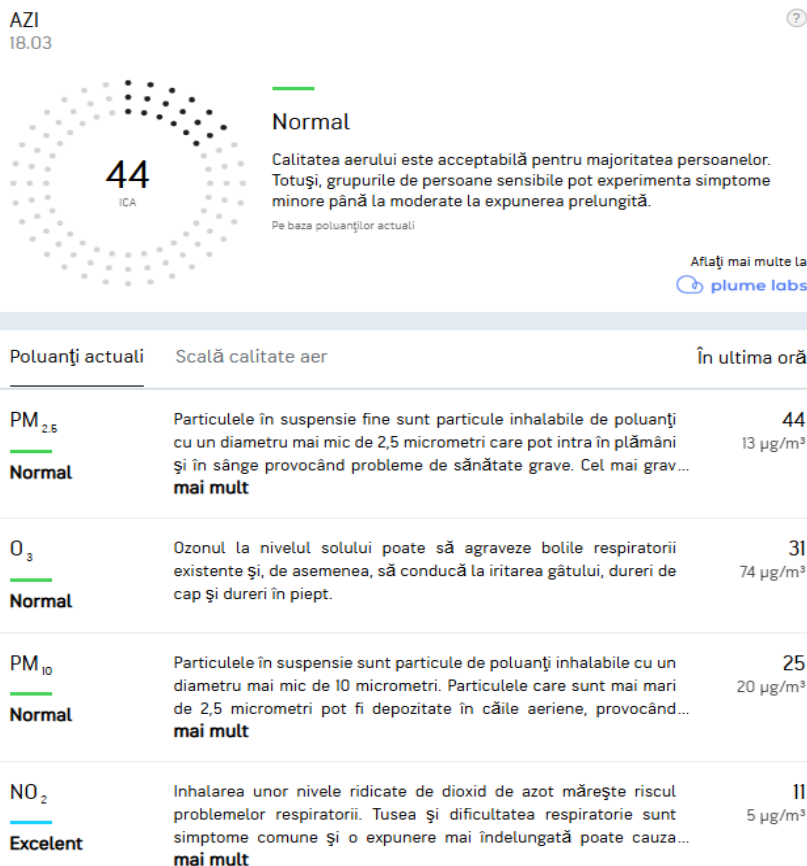 AZI
?
18.03
44
ICA
Normal
Calitatea aerului este acceptabilă pentru majoritatea persoanelor.
Totuşi, grupurile de persoane sensibile pot experimenta simptome
minore până la moderate la expunerea prelungită.
Pe baza poluanţilor actuali
Aflaţi mai multe la
plume labs
Poluanţi actuali
Scală calitate aer
În ultima oră
PM2.5
Normal
Particulele în suspensie fine sunt particule inhalabile de poluanţi
cu un diametru mai mic de 2,5 micrometri care pot intra în plămâni
şi în sânge provocând probleme de sănătate grave. Cel mai grav...
mai mult
44
13 µg/m³
O3
Normal
Ozonul la nivelul solului poate să agraveze bolile respiratorii
existente şi, de asemenea, să conducă la iritarea gâtului, dureri de
cap şi dureri în piept.
31
74 µg/m³
PM10
Normal
Particulele în suspensie sunt particule de poluanţi inhalabile cu un
diametru mai mic de 10 micrometri. Particulele care sunt mai mari
de 2,5 micrometri pot fi depozitate în căile aeriene, provocând...
mai mult
25
20 µg/m³
NO2
Excelent
Inhalarea unor nivele ridicate de dioxid de azot măreşte riscul
problemelor respiratorii. Tusea şi dificultatea respiratorie sunt
simptome comune şi o expunere mai îndelungată poate cauza...
mai mult
11
5 µg/m³